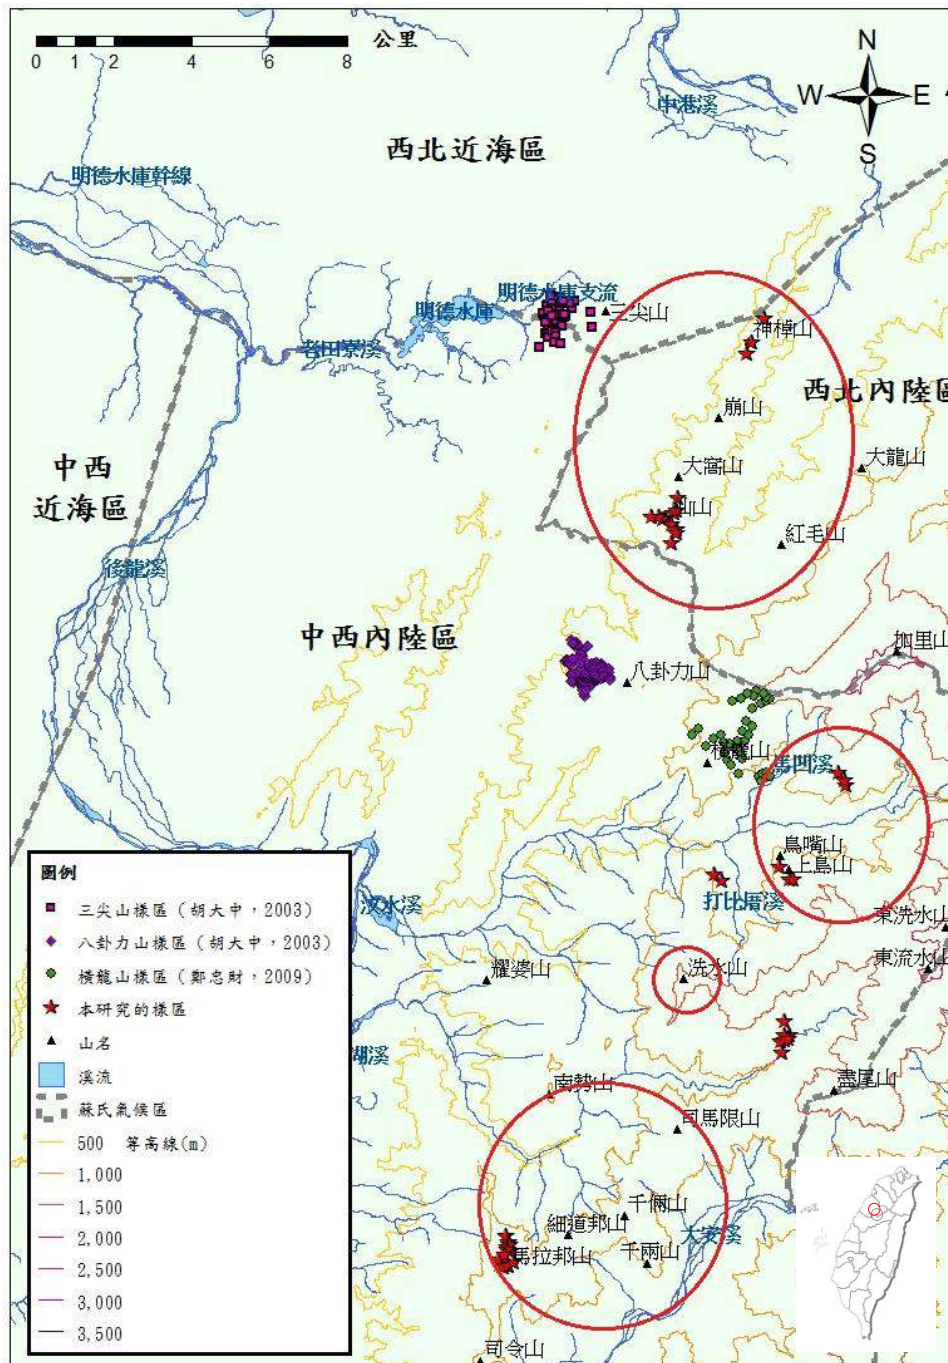 公里
0 1 2 4 6 8
N
W E
S
中港溪
西北近海區
明德水庫幹線
明德水庫支流
明德水庫
三尖山
神棹山
老田寮溪
西北內陸區
崩山
中西
近海區
大窩山
大龍山
仙山
紅毛山
後龍溪
中西內陸區
加里山
八卦力山
橫龍山
馬凹溪
鳥嘴山
上島山
打比厝溪
汶水溪
東洗水山
東流水山
耀婆山
洗水山
湖溪
南勢山
盡尾山
司馬限山
千倆山
細道邦山
大安溪
馬拉邦山
千兩山
司令山
圖例
三尖山樣區(胡大中,2003)
八卦力山樣區(胡大中,2003)
橫龍山樣區(鄭忠財,2009)
本研究的樣區
山名
溪流
蘇氏氣候區
500 等高線(m)
1,000
1,500
2,000
2,500
3,000
3,500